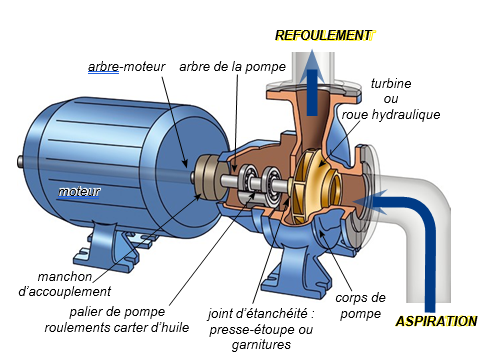 REFOULEMENT
arbre-moteur
arbre de la pompe
turbine
ou
roue hydraulique
moteur
manchon
d'accouplement
palier de pompe
roulements carter d'huile
joint d'étanchéité :
presse-étoupe ou
garnitures
corps de
pompe
ASPIRATION